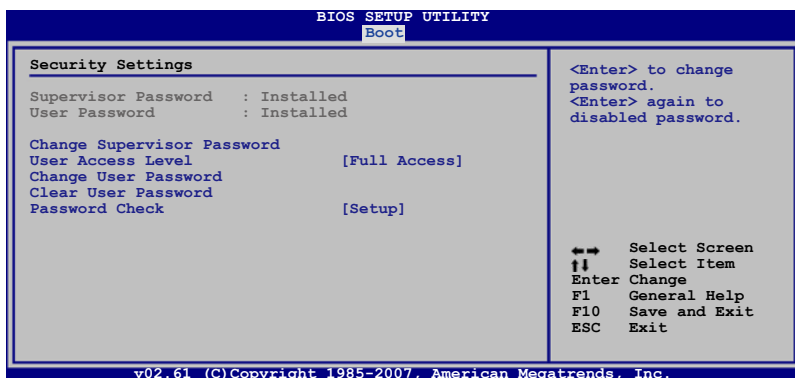 BIOS SETUP UTILITY
Boot
Security Settings
Supervisor Password : Installed
User Password : Installed
Change Supervisor Password
User Access Level [Full Access]
Change User Password
Clear User Password
Password Check [Setup]
<Enter> to change
password.
<Enter> again to
disabled password.
←→ Select Screen
↑↓ Select Item
Enter Change
F1 General Help
F10 Save and Exit
ESC Exit
v02.61 (C)Copyright 1985-2007, American Megatrends, Inc.